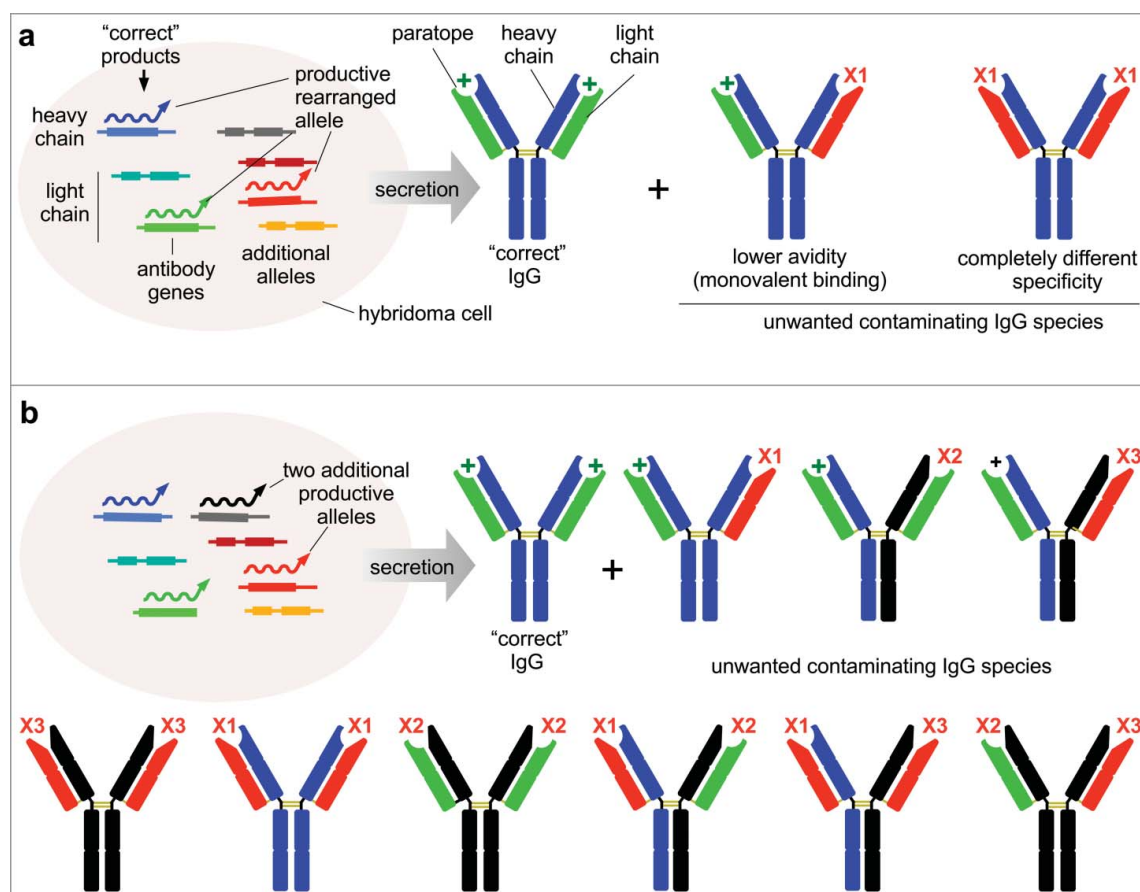 a
“correct”
products
heavy
chain
light
chain
productive
rearranged
allele
antibody
genes
additional
alleles
hybridoma cell
secretion
paratope
heavy
chain
light
chain
+
+
“correct”
IgG
+
+
X1
lower avidity
(monovalent binding)
X1
X1
completely different
specificity
unwanted contaminating IgG species
b
two additional
productive
alleles
secretion
+
+
“correct”
IgG
+
+
X1
+
X2
+
X3
unwanted contaminating IgG species
X3
X3
X1
X1
X2
X2
X1
X2
X1
X3
X2
X3